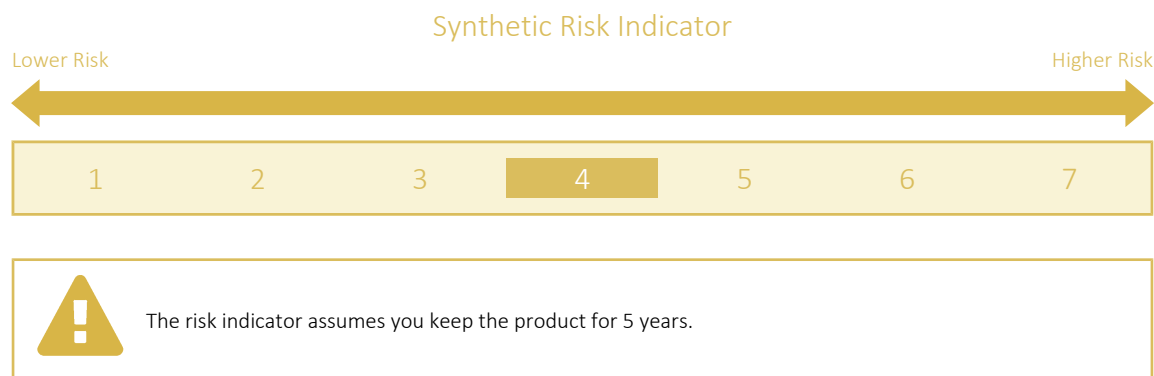 Synthetic Risk Indicator
Lower Risk Higher Risk
1 2 3 4 5 6 7
The risk indicator assumes you keep the product for 5 years.